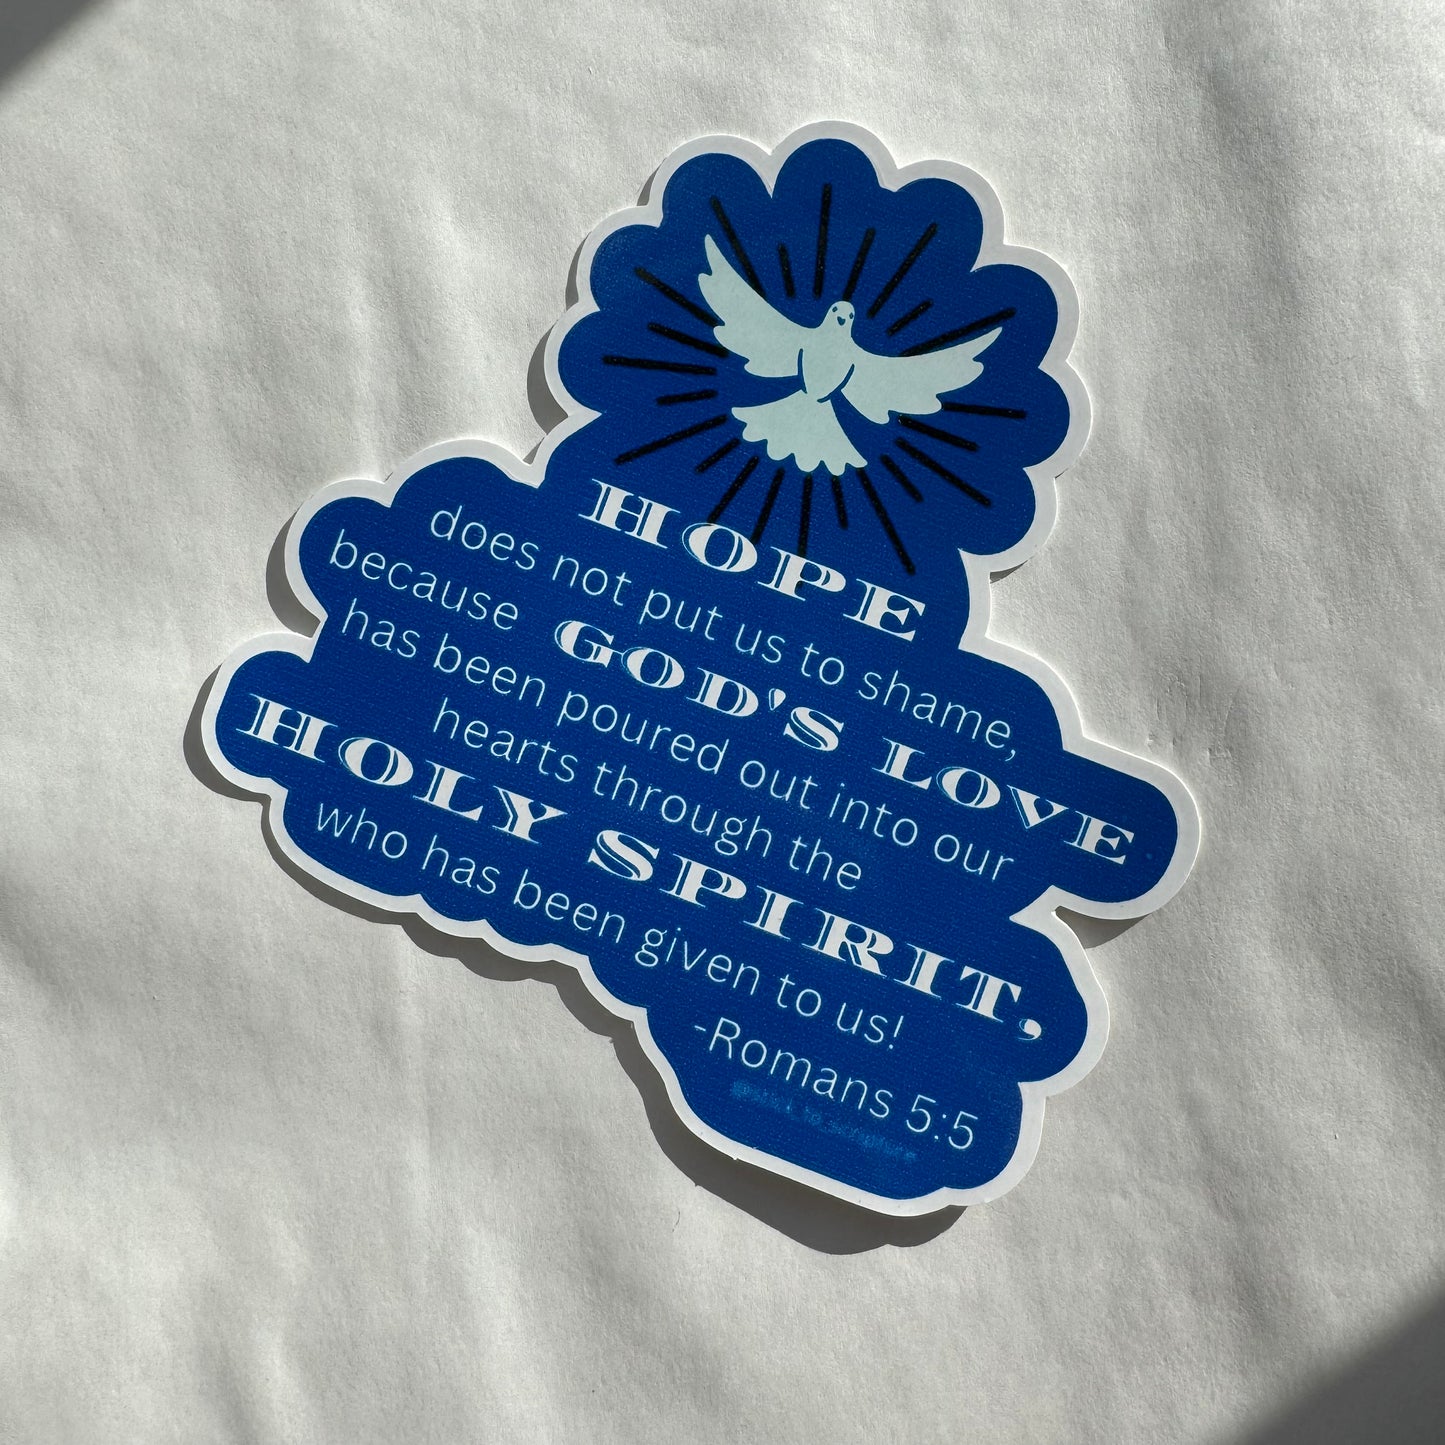 HOPE
does not put us to shame,
because GOD'S LOVE
has been poured out into our
hearts through the
HOLY SPIRIT,
who has been given to us!
-Romans 5:5